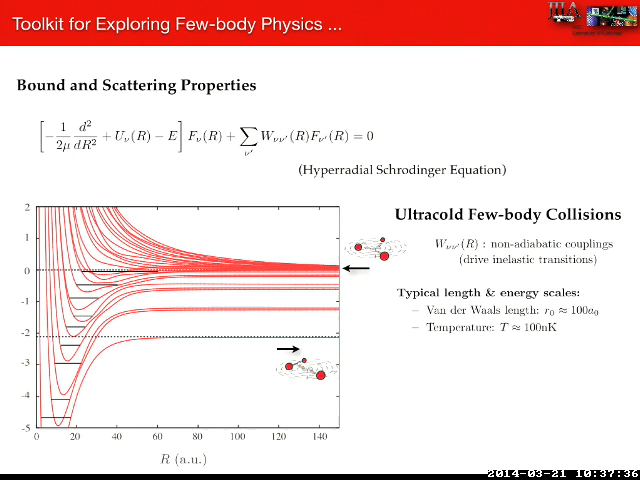 Toolkit for Exploring Few-body Physics ...
JILA
Bound and Scattering Properties
[-1/2μ d²/dR² + U_ν(R) − E] F_ν(R) + ∑_ν′ W_νν′(R)F_ν′(R) = 0
(Hyperradial Schrodinger Equation)
Ultracold Few-body Collisions
W_νν′(R) : non-adiabatic couplings
(drive inelastic transitions)
Typical length & energy scales:
– Van der Waals length: r₀ ≈ 100a₀
– Temperature: T ≈ 100nK
2
1
0
-1
-2
-3
-4
-5
0 20 40 60 80 100 120 140
R (a.u.)
2014-03-21 10:37:36